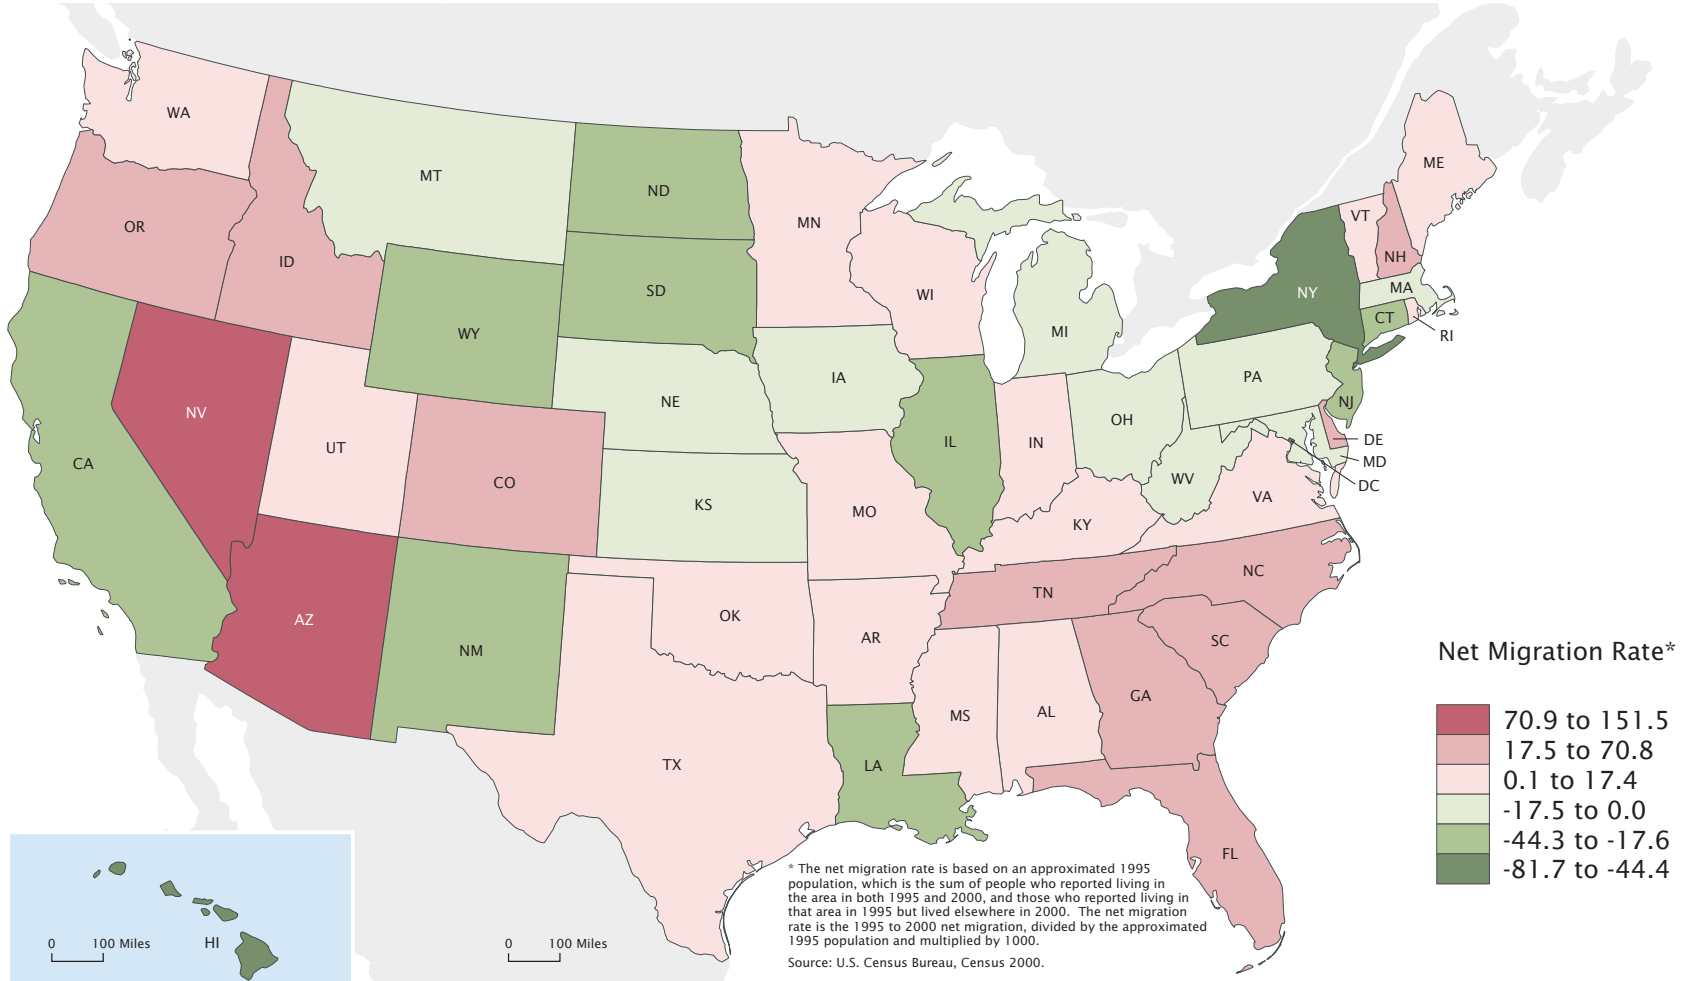 WA
MT
ND
MN
ME
OR
ID
SD
WI
VT
NH
NY
MA
CT
RI
WY
MI
IA
NE
PA
NJ
NV
UT
CO
CA
KS
IL
IN
OH
WV
DE
MD
DC
VA
MO
KY
AZ
NM
OK
AR
TN
NC
SC
MS
AL
GA
TX
LA
FL
HI
Net Migration Rate*
70.9 to 151.5
17.5 to 70.8
0.1 to 17.4
-17.5 to 0.0
-44.3 to -17.6
-81.7 to -44.4
* The net migration rate is based on an approximated 1995
population, which is the sum of people who reported living in
the area in both 1995 and 2000, and those who reported living in
that area in 1995 but lived elsewhere in 2000.  The net migration
rate is the 1995 to 2000 net migration, divided by the approximated
1995 population and multiplied by 1000.
Source: U.S. Census Bureau, Census 2000.
0 100 Miles
0 100 Miles